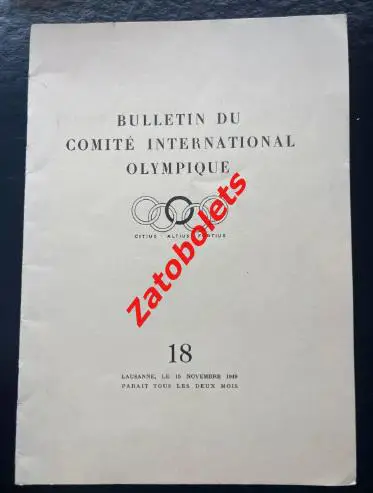 BULLETIN DU
COMITÉ INTERNATIONAL
OLYMPIQUE
CITIUS · ALTIUS · FORTIUS
Zatobolets
18
LAUSANNE, LE 15 NOVEMBRE 1949
PARAIT TOUS LES DEUX MOIS